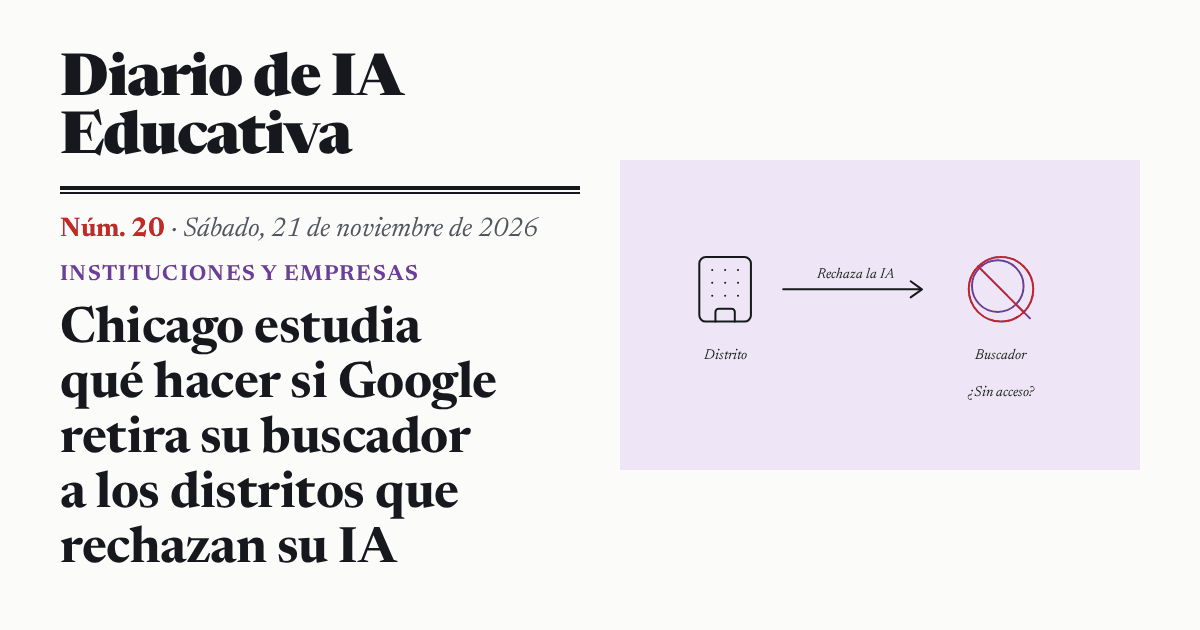 Diario de IA
Educativa
Núm. 20 · Sábado, 21 de noviembre de 2026
INSTITUCIONES Y EMPRESAS
Chicago estudia
qué hacer si Google
retira su buscador
a los distritos que
rechazan su IA
Rechaza la IA
Distrito
Buscador
¿Sin acceso?